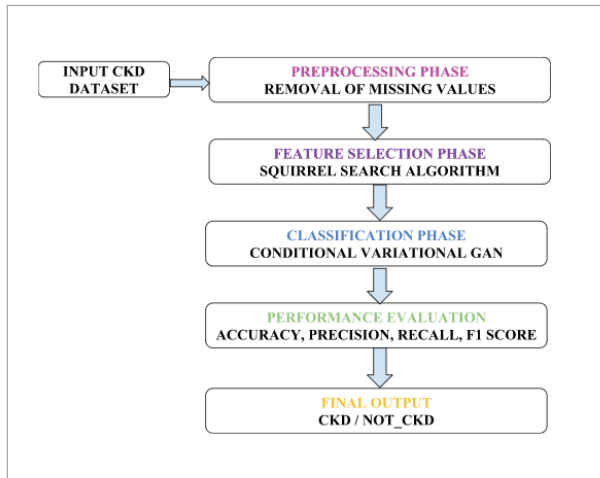 INPUT CKD
DATASET
PREPROCESSING PHASE
REMOVAL OF MISSING VALUES
FEATURE SELECTION PHASE
SQUIRREL SEARCH ALGORITHM
CLASSIFICATION PHASE
CONDITIONAL VARIATIONAL GAN
PERFORMANCE EVALUATION
ACCURACY, PRECISION, RECALL, F1 SCORE
FINAL OUTPUT
CKD / NOT_CKD